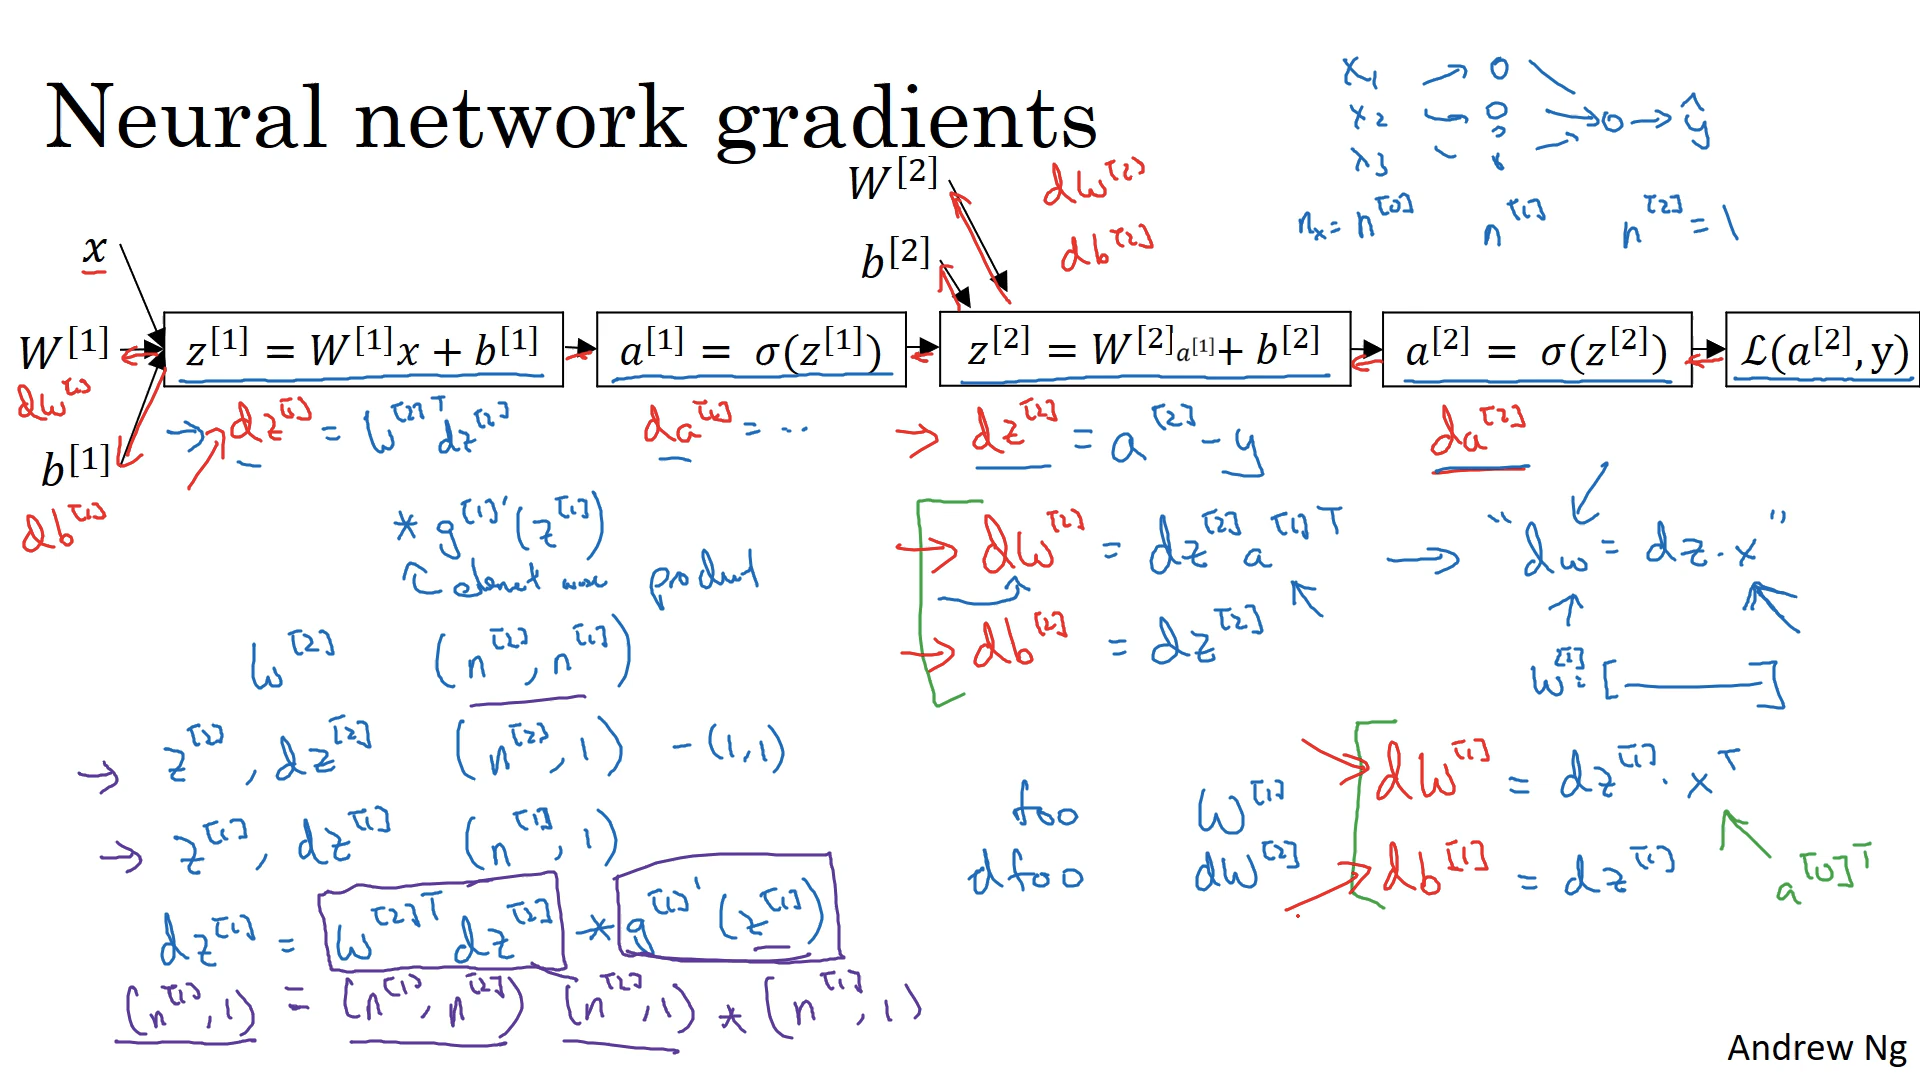 Neural network gradients
x₁
x₂
x₃
ŷ
nₓ = n^[0]   n^[1]   n^[2] = 1
W^[2]   dW^[2]
b^[2]   db^[2]
x
W^[1]
dW^[1]
b^[1]
db^[1]
z^[1] = W^[1]x + b^[1]
a^[1] = σ(z^[1])
z^[2] = W^[2]a^[1] + b^[2]
a^[2] = σ(z^[2])
ℒ(a^[2], y)
→ dz^[1] = W^[2]T dz^[2]
* g^[1]'(z^[1])
element wise product
da^[1] = ...
→ dz^[2] = a^[2] - y
da^[2]
→ dW^[2] = dz^[2] a^[1]T → "dw = dz · x"
→ db^[2] = dz^[2]
W^[2]   (n^[2], n^[1])
→ z^[2], dz^[2]   (n^[2], 1) - (1,1)
→ z^[1], dz^[1]   (n^[1], 1)
dz^[1] = W^[2]T dz^[2] * g^[1]'(z^[1])
(n^[1], 1) = (n^[1], n^[2]) (n^[2], 1) * (n^[1], 1)
foo   W^[1]
dfoo   dW^[2]
dW^[1] = dz^[1] · x^T
db^[1] = dz^[1]
a^[0]T
Andrew Ng